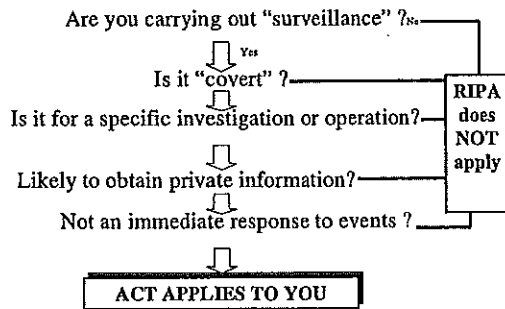 Are you carrying out “surveillance” ? No
Yes
Is it “covert” ?
Is it for a specific investigation or operation?
Likely to obtain private information?
Not an immediate response to events ?
RIPA
does
NOT
apply
ACT APPLIES TO YOU